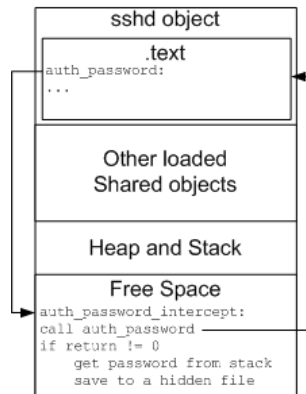 sshd object
.text
auth_password:
...
Other loaded
Shared objects
Heap and Stack
Free Space
auth_password_intercept:
call auth_password
if return != 0
get password from stack
save to a hidden file